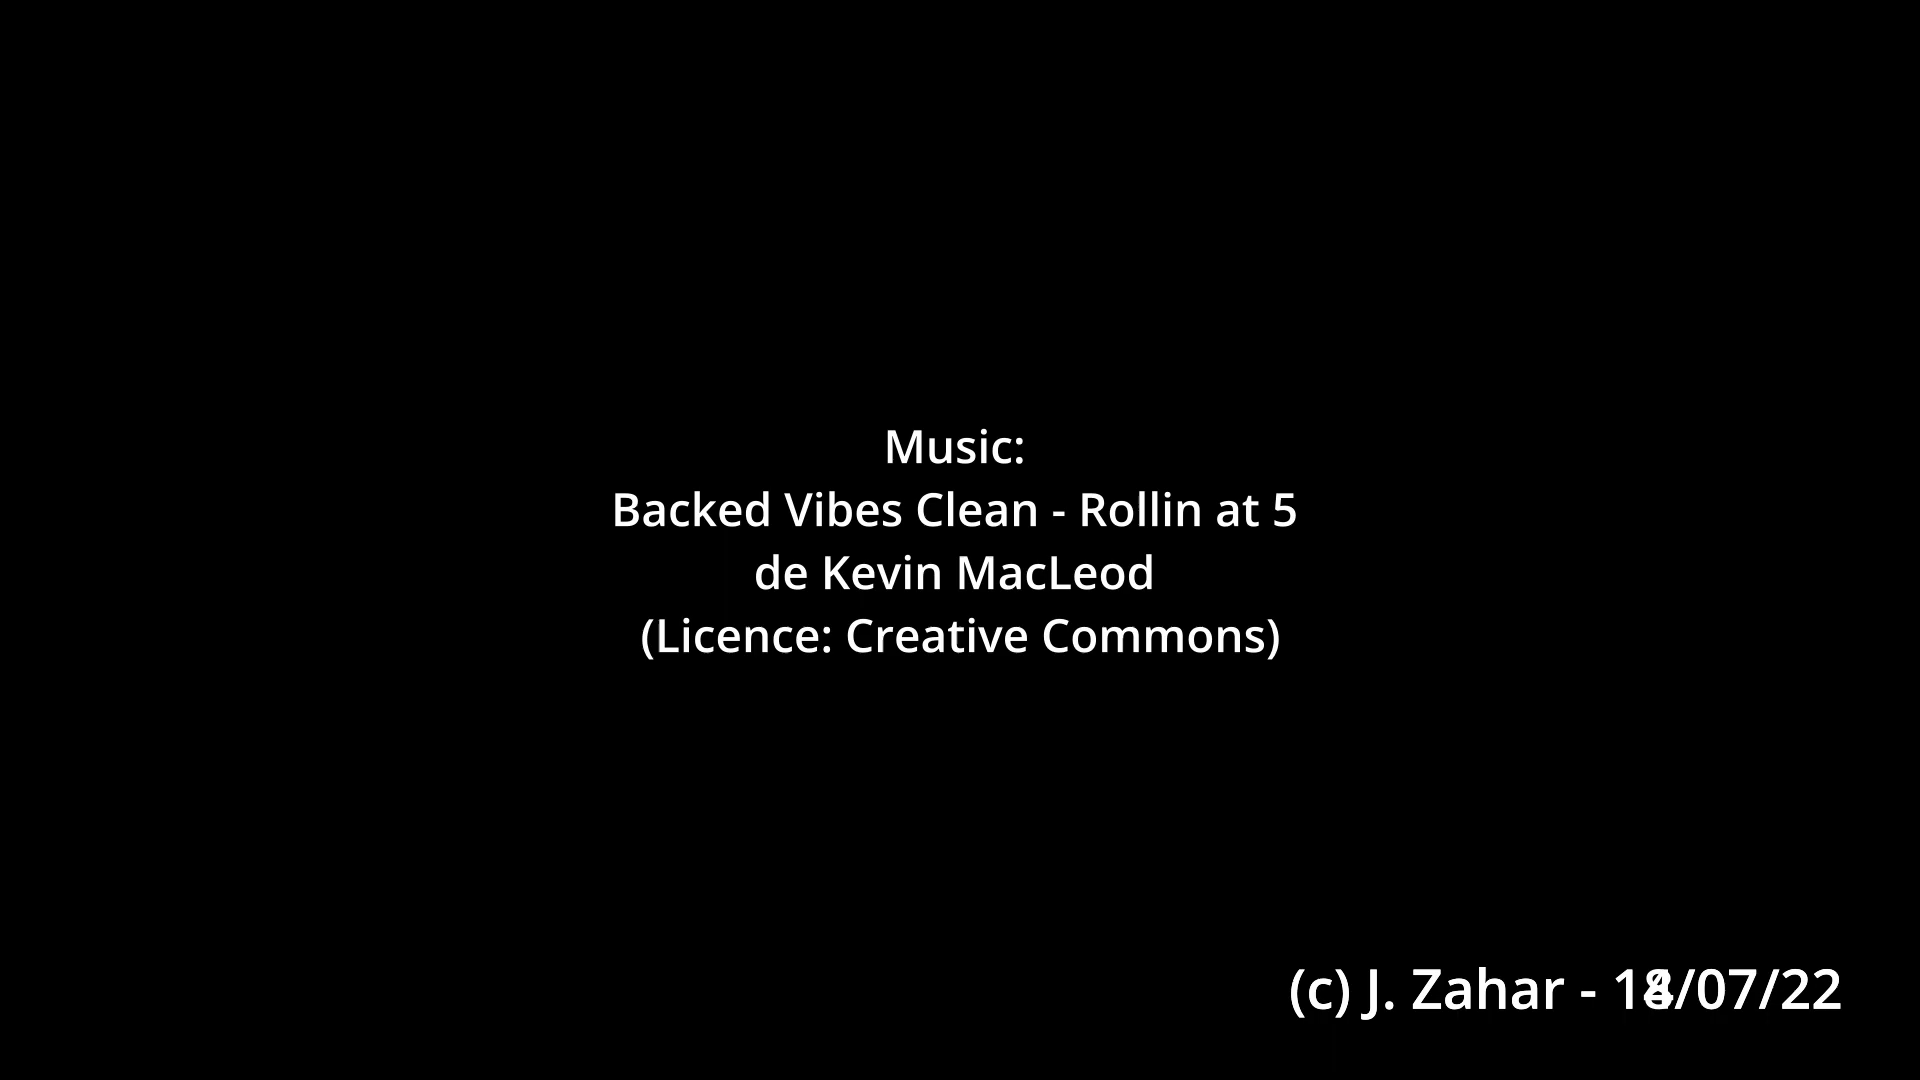 Music:
Backed Vibes Clean - Rollin at 5
de Kevin MacLeod
(Licence: Creative Commons)
(c) J. Zahar -